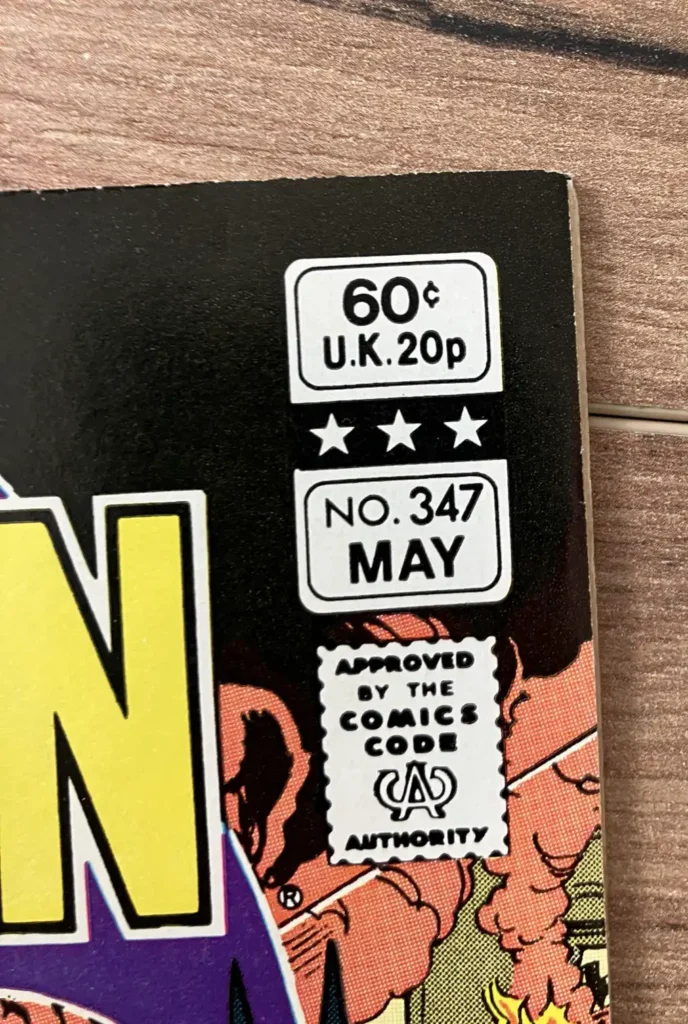 60¢
U.K. 20p
NO. 347
MAY
N
®
APPROVED
BY THE
COMICS
CODE
A
AUTHORITY